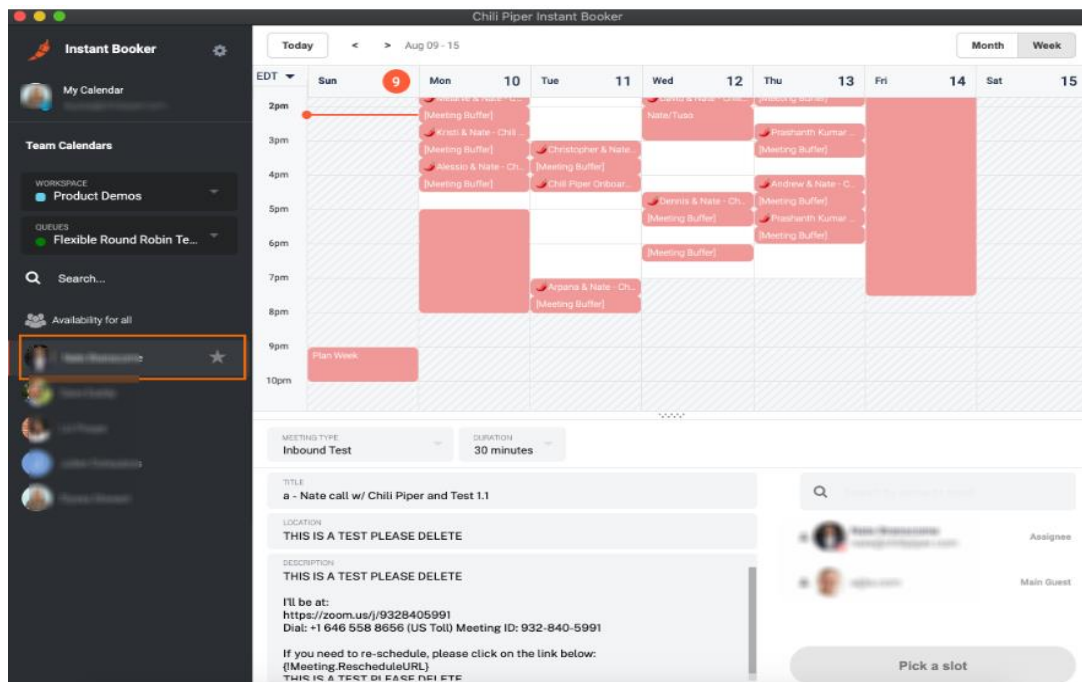 Chili Piper Instant Booker
Instant Booker
My Calendar
Team Calendars
WORKSPACE
Product Demos
QUEUES
Flexible Round Robin Te...
Search...
Availability for all
Today < > Aug 09 - 15 Month Week
EDT Sun 9 Mon 10 Tue 11 Wed 12 Thu 13 Fri 14 Sat 15
2pm
3pm
4pm
5pm
6pm
7pm
8pm
9pm
10pm
[Meeting Buffer]
Kristi & Nate - Chili ...
[Meeting Buffer]
Alessio & Nate - Ch...
[Meeting Buffer]
Christopher & Nate...
[Meeting Buffer]
Chili Piper Onboar...
Arpana & Nate - Ch...
[Meeting Buffer]
Nate/Tuso
Dennis & Nate - Ch...
[Meeting Buffer]
[Meeting Buffer]
Prashanth Kumar ...
[Meeting Buffer]
Andrew & Nate - C...
[Meeting Buffer]
Prashanth Kumar ...
[Meeting Buffer]
Plan Week
MEETING TYPE
Inbound Test
DURATION
30 minutes
TITLE
a - Nate call w/ Chili Piper and Test 1.1
LOCATION
THIS IS A TEST PLEASE DELETE
DESCRIPTION
THIS IS A TEST PLEASE DELETE
I'll be at:
https://zoom.us/j/9328405991
Dial: +1 646 558 8656 (US Toll) Meeting ID: 932-840-5991
If you need to re-schedule, please click on the link below:
{!Meeting.RescheduleURL}
THIS IS A TEST PLEASE DELETE
Assignee
Main Guest
Pick a slot